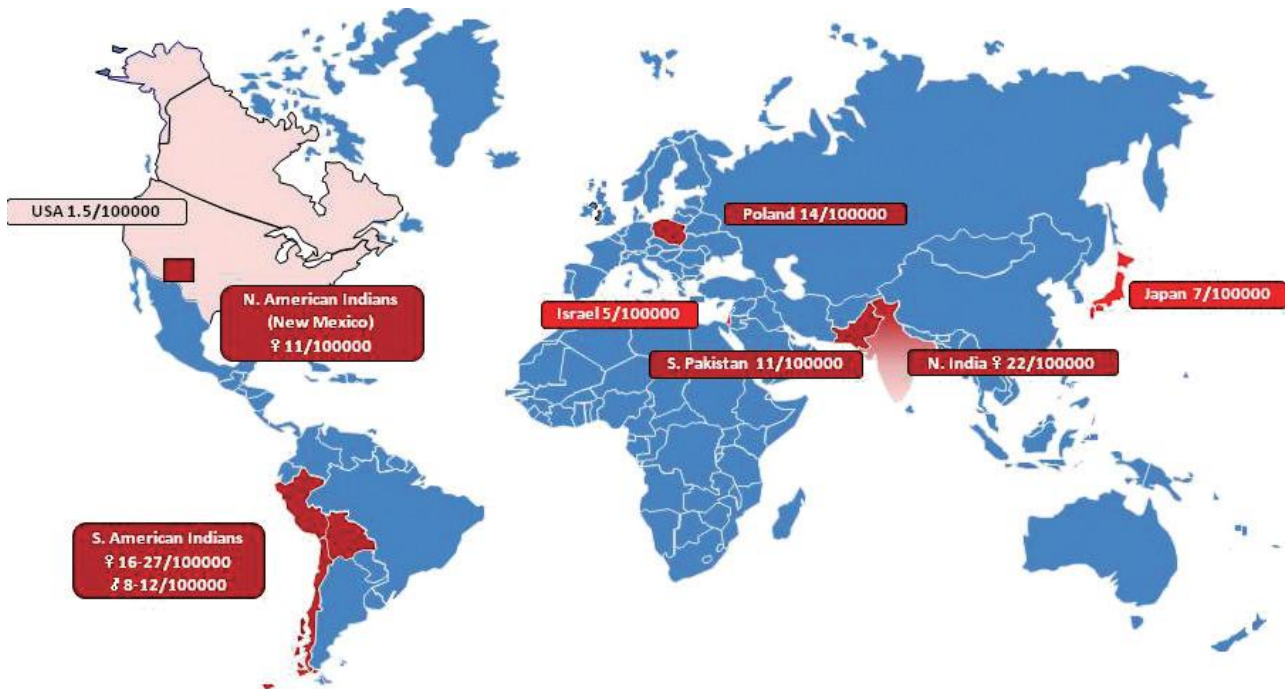 USA 1.5/100000
Poland 14/100000
N. American Indians
(New Mexico)
♀ 11/100000
Israel 5/100000
Japan 7/100000
S. Pakistan 11/100000
N. India ♀ 22/100000
S. American Indians
♀ 16-27/100000
♂ 8-12/100000